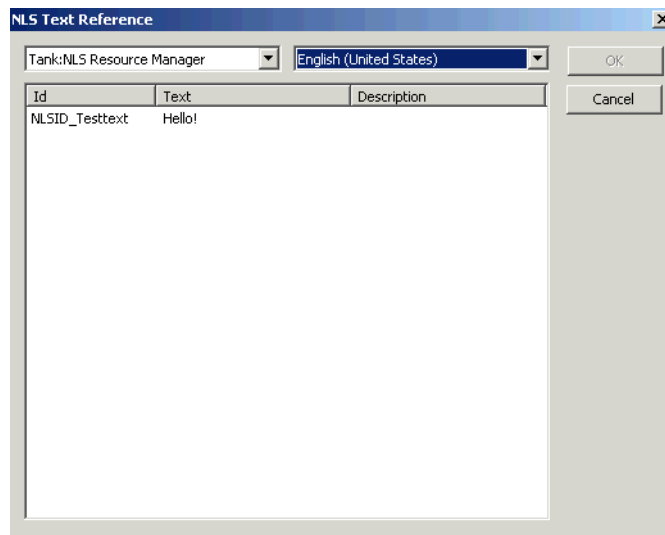 NLS Text Reference
Tank:NLS Resource Manager English (United States) OK
Id Text Description Cancel
NLSID_Testtext Hello!